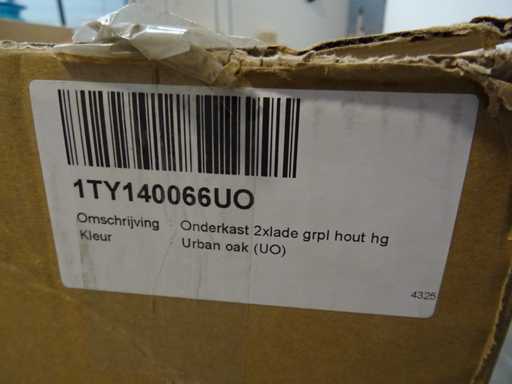 1TY140066UO
Omschrijving Onderkast 2xlade grpl hout hg
Kleur Urban oak (UO)
4325